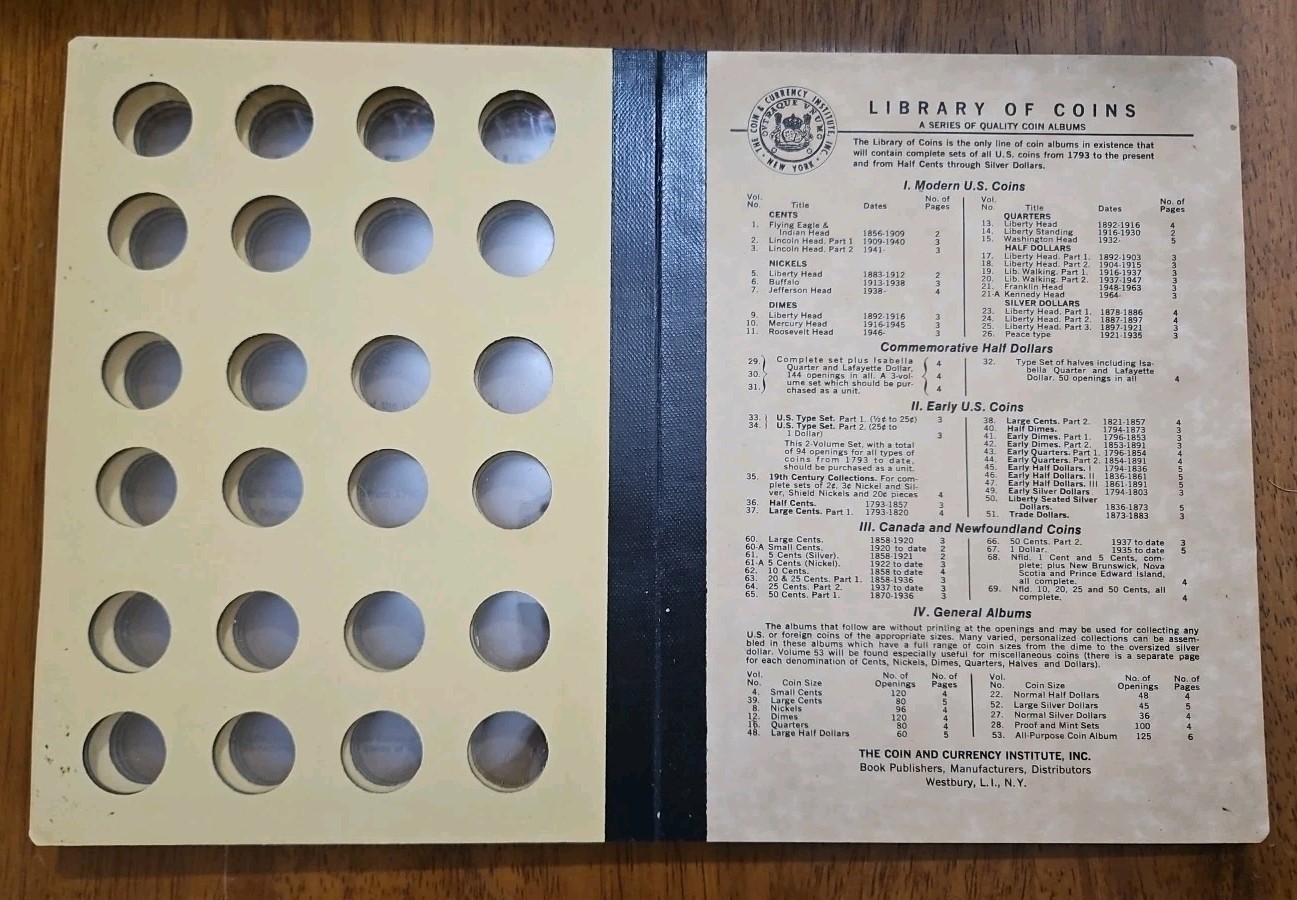 THE COIN & CURRENCY INSTITUTE, INC.
UTRAQUE UNUM
NEW YORK
LIBRARY OF COINS
A SERIES OF QUALITY COIN ALBUMS
The Library of Coins is the only line of coin albums in existence that
will contain complete sets of all U.S. coins from 1793 to the present
and from Half Cents through Silver Dollars.
I. Modern U.S. Coins
Vol. No. Title Dates No. of Pages
CENTS
1. Flying Eagle &
Indian Head 1856-1909 2
2. Lincoln Head. Part 1 1909-1940 3
3. Lincoln Head. Part 2 1941- 3
NICKELS
5. Liberty Head 1883-1912 2
6. Buffalo 1913-1938 3
7. Jefferson Head 1938- 4
DIMES
9. Liberty Head 1892-1916 3
10. Mercury Head 1916-1945 3
11. Roosevelt Head 1946- 3
Vol. No. Title Dates No. of Pages
QUARTERS
13. Liberty Head 1892-1916 4
14. Liberty Standing 1916-1930 2
15. Washington Head 1932- 5
HALF DOLLARS
17. Liberty Head. Part 1. 1892-1903 3
18. Liberty Head. Part 2. 1904-1915 3
19. Lib. Walking. Part 1. 1916-1937 3
20. Lib. Walking. Part 2. 1937-1947 3
21. Franklin Head 1948-1963 3
21-A Kennedy Head 1964- 3
SILVER DOLLARS
23. Liberty Head. Part 1. 1878-1886 4
24. Liberty Head. Part 2. 1887-1897 4
25. Liberty Head. Part 3. 1897-1921 3
26. Peace type 1921-1935 3
Commemorative Half Dollars
29. Complete set plus Isabella 4
Quarter and Lafayette Dollar,
30. 144 openings in all. A 3-vol- 4
ume set which should be pur-
31. chased as a unit. 4
32. Type Set of halves including Isa-
bella Quarter and Lafayette
Dollar. 50 openings in all 4
II. Early U.S. Coins
33. U.S. Type Set. Part 1. (½¢ to 25¢) 3
34. U.S. Type Set. Part 2. (25¢ to
1 Dollar) 3
This 2-Volume Set, with a total
of 94 openings for all types of
coins from 1793 to date,
should be purchased as a unit.
35. 19th Century Collections. For com-
plete sets of 2¢, 3¢ Nickel and Sil-
ver, Shield Nickels and 20¢ pieces 4
36. Half Cents. 1793-1857 3
37. Large Cents. Part 1. 1793-1820 4
38. Large Cents. Part 2. 1821-1857 4
40. Half Dimes. 1794-1873 3
41. Early Dimes. Part 1. 1796-1853 3
42. Early Dimes. Part 2. 1853-1891 3
43. Early Quarters. Part 1. 1796-1854 4
44. Early Quarters. Part 2. 1854-1891 4
45. Early Half Dollars. I 1794-1836 5
46. Early Half Dollars. II 1836-1861 5
47. Early Half Dollars. III 1861-1891 5
49. Early Silver Dollars 1794-1803 3
50. Liberty Seated Silver
Dollars. 1836-1873 5
51. Trade Dollars. 1873-1883 3
III. Canada and Newfoundland Coins
60. Large Cents. 1858-1920 3
60-A Small Cents. 1920 to date 2
61. 5 Cents (Silver). 1858-1921 2
61-A 5 Cents (Nickel). 1922 to date 3
62. 10 Cents. 1858 to date 4
63. 20 & 25 Cents. Part 1. 1858-1936 3
64. 25 Cents. Part 2. 1937 to date 3
65. 50 Cents. Part 1. 1870-1936 3
66. 50 Cents. Part 2. 1937 to date 3
67. 1 Dollar. 1935 to date 5
68. Nfld. 1 Cent and 5 Cents, com-
plete; plus New Brunswick, Nova
Scotia and Prince Edward Island,
all complete. 4
69. Nfld. 10, 20, 25 and 50 Cents, all
complete. 4
IV. General Albums
The albums that follow are without printing at the openings and may be used for collecting any
U.S. or foreign coins of the appropriate sizes. Many varied, personalized collections can be assem-
bled in these albums which have a full range of coin sizes from the dime to the oversized silver
dollar. Volume 53 will be found especially useful for miscellaneous coins (there is a separate page
for each denomination of Cents, Nickels, Dimes, Quarters, Halves and Dollars).
Vol. No. Coin Size No. of Openings No. of Pages
4. Small Cents 120 4
39. Large Cents 80 5
8. Nickels 96 4
12. Dimes 120 4
16. Quarters 80 4
48. Large Half Dollars 60 5
Vol. No. Coin Size No. of Openings No. of Pages
22. Normal Half Dollars 48 4
52. Large Silver Dollars 45 5
27. Normal Silver Dollars 36 4
28. Proof and Mint Sets 100 4
53. All-Purpose Coin Album 125 6
THE COIN AND CURRENCY INSTITUTE, INC.
Book Publishers, Manufacturers, Distributors
Westbury, L.I., N.Y.